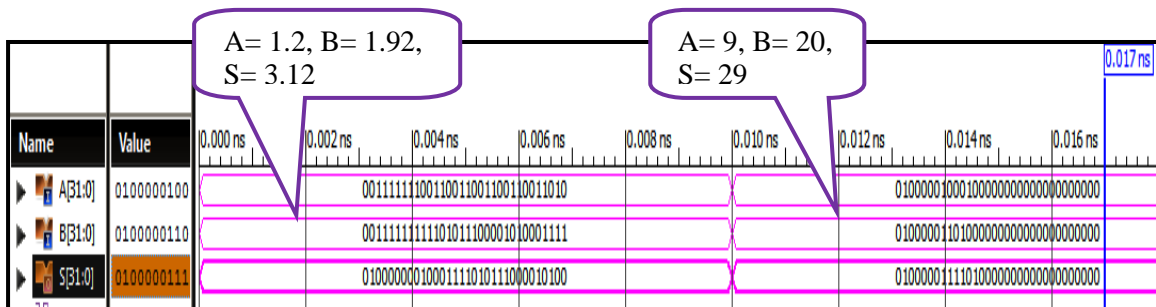 A= 1.2, B= 1.92,
S= 3.12
A= 9, B= 20,
S= 29
0.017 ns
Name Value 0.000 ns 0.002 ns 0.004 ns 0.006 ns 0.008 ns 0.010 ns 0.012 ns 0.014 ns 0.016 ns
A[31:0] 0100000100 00111111100110011001100110011010 01000001000100000000000000000000
B[31:0] 0100000110 00111111111101011100001010001111 01000001101000000000000000000000
S[31:0] 0100000111 01000000010001111010111000010100 01000001111010000000000000000000